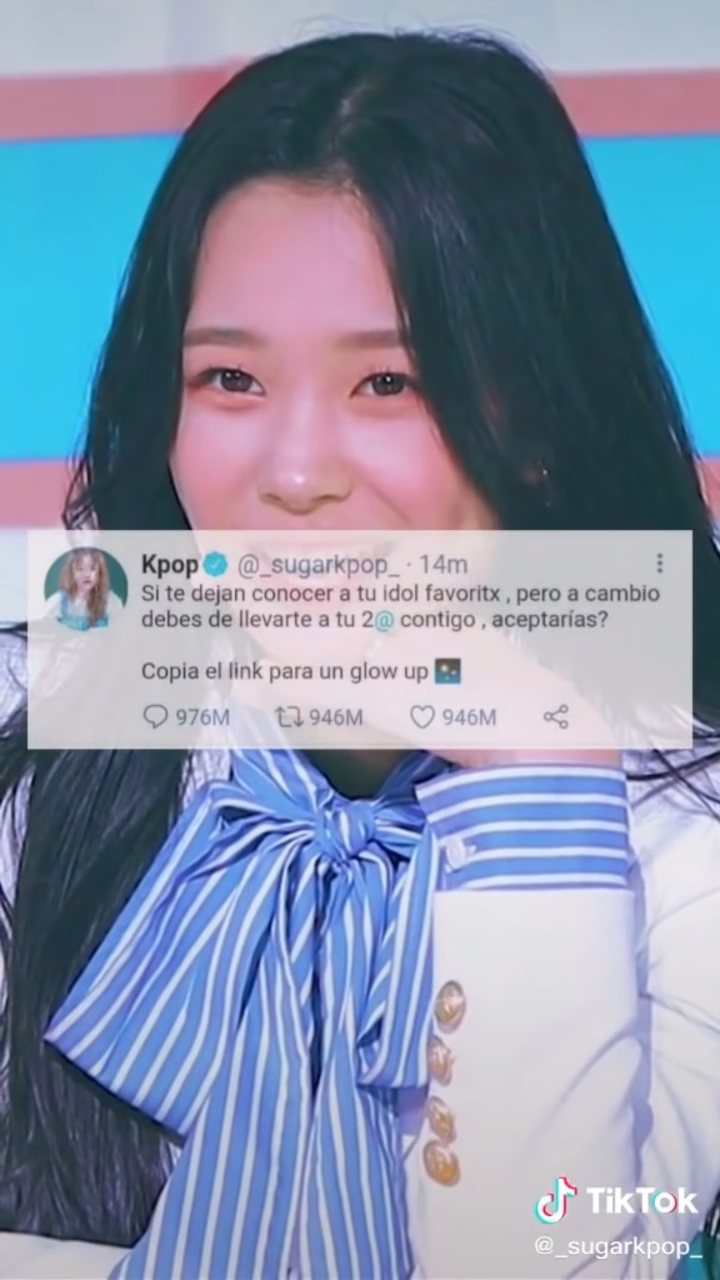 Kpop @_sugarkpop_ · 14m
Si te dejan conocer a tu idol favoritx , pero a cambio
debes de llevarte a tu 2@ contigo , aceptarías?
Copia el link para un glow up
976M 946M 946M
TikTok
@_sugarkpop_